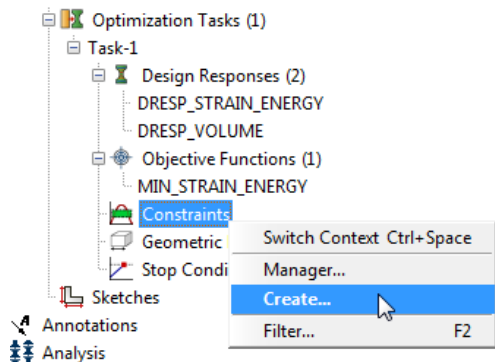 Optimization Tasks (1)
Task-1
Design Responses (2)
DRESP_STRAIN_ENERGY
DRESP_VOLUME
Objective Functions (1)
MIN_STRAIN_ENERGY
Constraints
Switch Context Ctrl+Space
Geometric
Manager...
Stop Condi
Create...
Sketches
Filter... F2
Annotations
Analysis